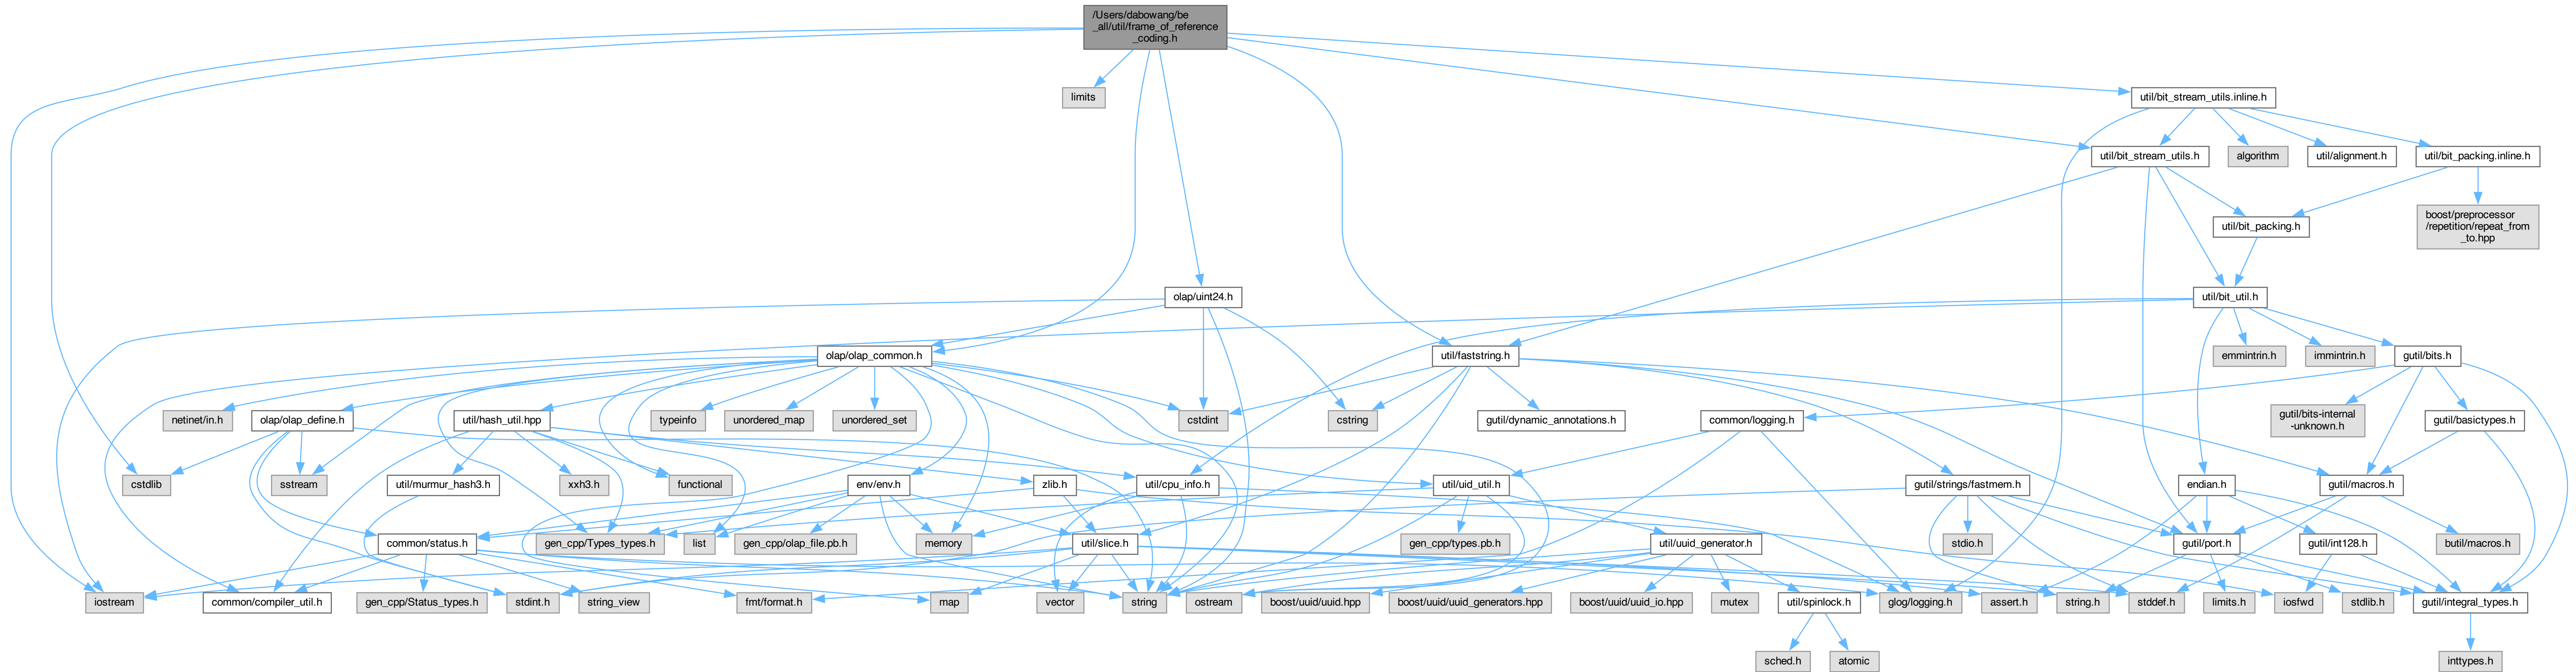 /Users/dabowang/be
_all/util/frame_of_reference
_coding.h
limits
util/bit_stream_utils.inline.h
util/bit_stream_utils.h
algorithm
util/alignment.h
util/bit_packing.inline.h
util/bit_packing.h
boost/preprocessor
/repetition/repeat_from
_to.hpp
olap/uint24.h
util/bit_util.h
olap/olap_common.h
util/faststring.h
emmintrin.h
immintrin.h
gutil/bits.h
netinet/in.h
olap/olap_define.h
util/hash_util.hpp
typeinfo
unordered_map
unordered_set
cstdint
cstring
gutil/dynamic_annotations.h
common/logging.h
gutil/bits-internal
-unknown.h
gutil/basictypes.h
cstdlib
sstream
util/murmur_hash3.h
xxh3.h
functional
env/env.h
zlib.h
util/cpu_info.h
util/uid_util.h
gutil/strings/fastmem.h
endian.h
gutil/macros.h
common/status.h
gen_cpp/Types_types.h
list
gen_cpp/olap_file.pb.h
memory
util/slice.h
gen_cpp/types.pb.h
util/uuid_generator.h
stdio.h
gutil/port.h
gutil/int128.h
butil/macros.h
iostream
common/compiler_util.h
gen_cpp/Status_types.h
stdint.h
string_view
fmt/format.h
map
vector
string
ostream
boost/uuid/uuid.hpp
boost/uuid/uuid_generators.hpp
boost/uuid/uuid_io.hpp
mutex
util/spinlock.h
glog/logging.h
assert.h
string.h
stddef.h
limits.h
iosfwd
stdlib.h
gutil/integral_types.h
sched.h
atomic
inttypes.h